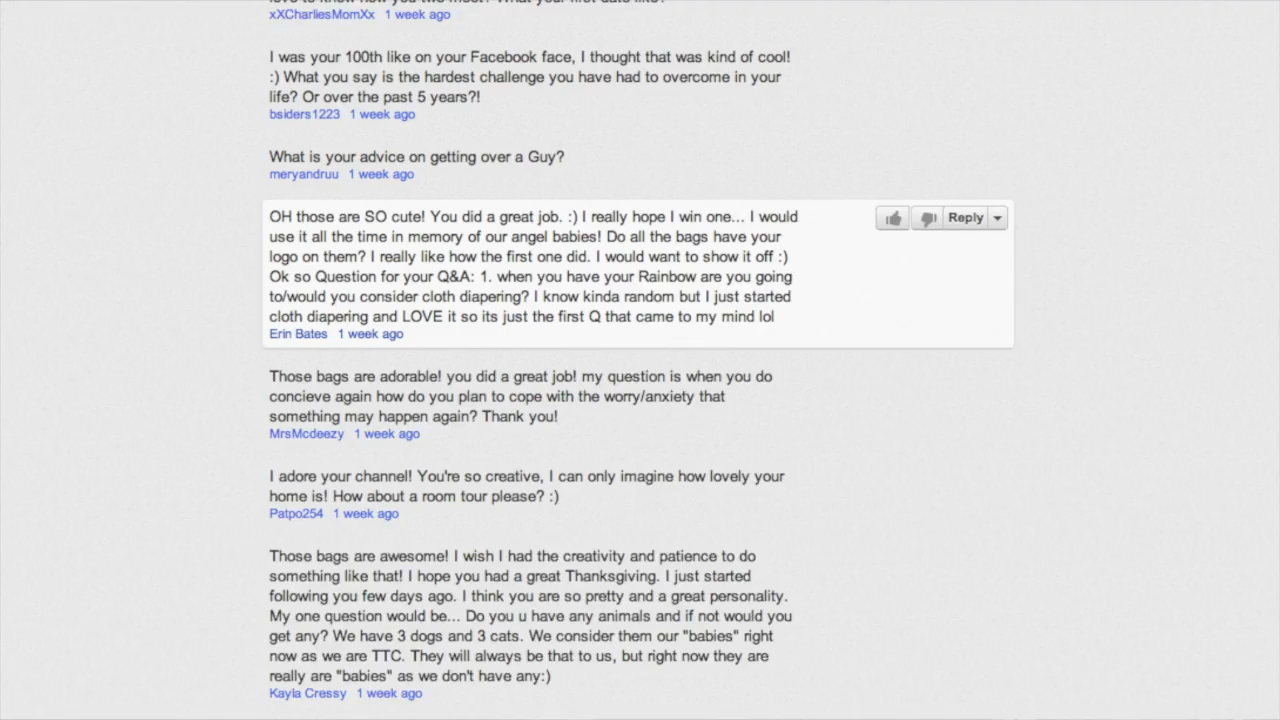 xXCharliesMomXx 1 week ago
I was your 100th like on your Facebook face, I thought that was kind of cool!
:) What you say is the hardest challenge you have had to overcome in your
life? Or over the past 5 years?!
bsiders1223 1 week ago
What is your advice on getting over a Guy?
meryandruu 1 week ago
OH those are SO cute! You did a great job. :) I really hope I win one... I would
use it all the time in memory of our angel babies! Do all the bags have your
logo on them? I really like how the first one did. I would want to show it off :)
Ok so Question for your Q&A: 1. when you have your Rainbow are you going
to/would you consider cloth diapering? I know kinda random but I just started
cloth diapering and LOVE it so its just the first Q that came to my mind lol
Erin Bates 1 week ago
Reply
Those bags are adorable! you did a great job! my question is when you do
concieve again how do you plan to cope with the worry/anxiety that
something may happen again? Thank you!
MrsMcdeezy 1 week ago
I adore your channel! You're so creative, I can only imagine how lovely your
home is! How about a room tour please? :)
Patpo254 1 week ago
Those bags are awesome! I wish I had the creativity and patience to do
something like that! I hope you had a great Thanksgiving. I just started
following you few days ago. I think you are so pretty and a great personality.
My one question would be... Do you u have any animals and if not would you
get any? We have 3 dogs and 3 cats. We consider them our "babies" right
now as we are TTC. They will always be that to us, but right now they are
really are "babies" as we don't have any:)
Kayla Cressy 1 week ago